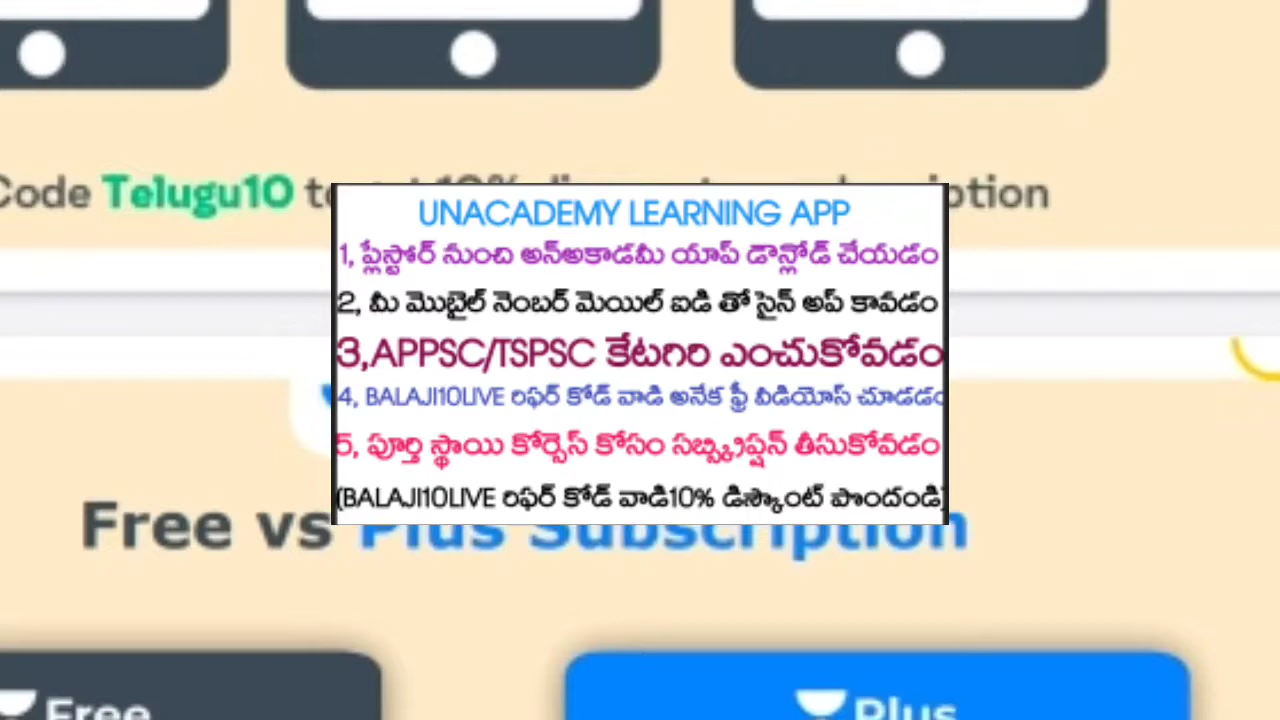 Code Telugu10 to
ption
UNACADEMY LEARNING APP
1, ప్లేస్టోర్ నుంచి అన్అకాడమీ యాప్ డౌన్లోడ్ చేయడం
2, మీ మొబైల్ నెంబర్ మెయిల్ ఐడి తో సైన్ అప్ కావడం
3,APPSC/TSPSC కేటగిరి ఎంచుకోవడం
4, BALAJI10LIVE రిఫర్ కోడ్ వాడి అనేక ఫ్రీ వీడియోస్ చూడడం
5, పూర్తి స్థాయి కోర్సెస్ కోసం సబ్స్క్రిప్షన్ తీసుకోవడం
(BALAJI10LIVE రిఫర్ కోడ్ వాడి10% డిస్కౌంట్ పొందండి)
Free vs Plus Subscription
Free
Plus